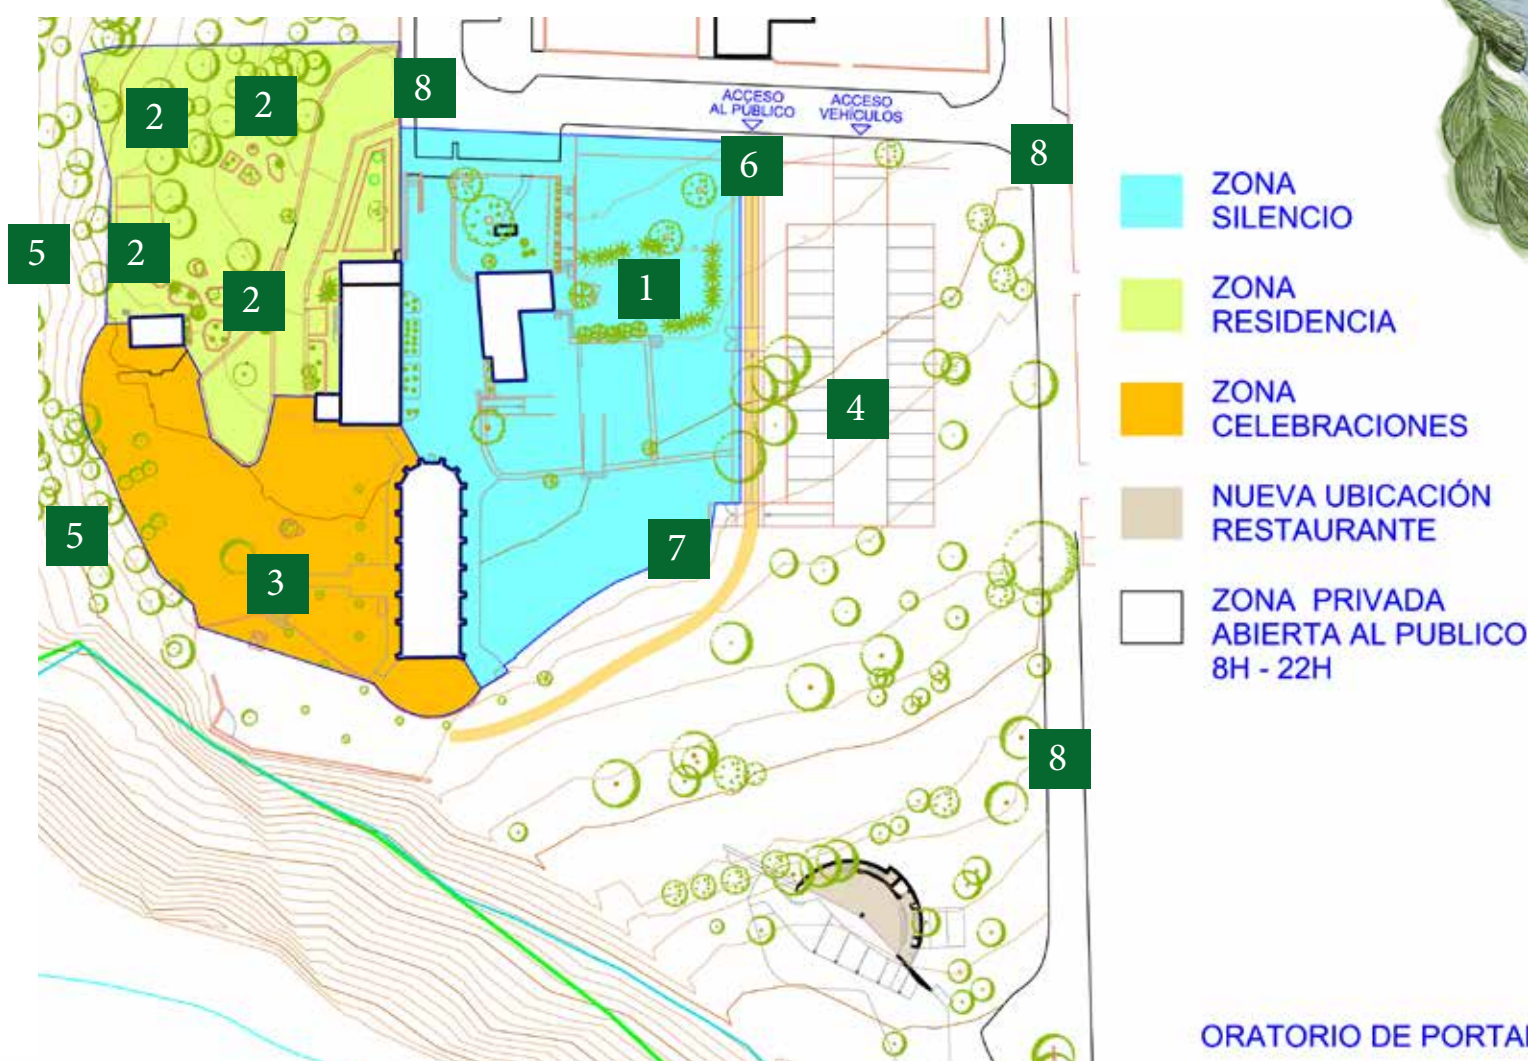 8
ACCESO
AL PÚBLICO
ACCESO
VEHÍCULOS
2
2
6
8
5
2
2
1
4
5
7
3
8
ZONA
SILENCIO
ZONA
RESIDENCIA
ZONA
CELEBRACIONES
NUEVA UBICACIÓN
RESTAURANTE
ZONA PRIVADA
ABIERTA AL PUBLICO
8H - 22H
ORATORIO DE